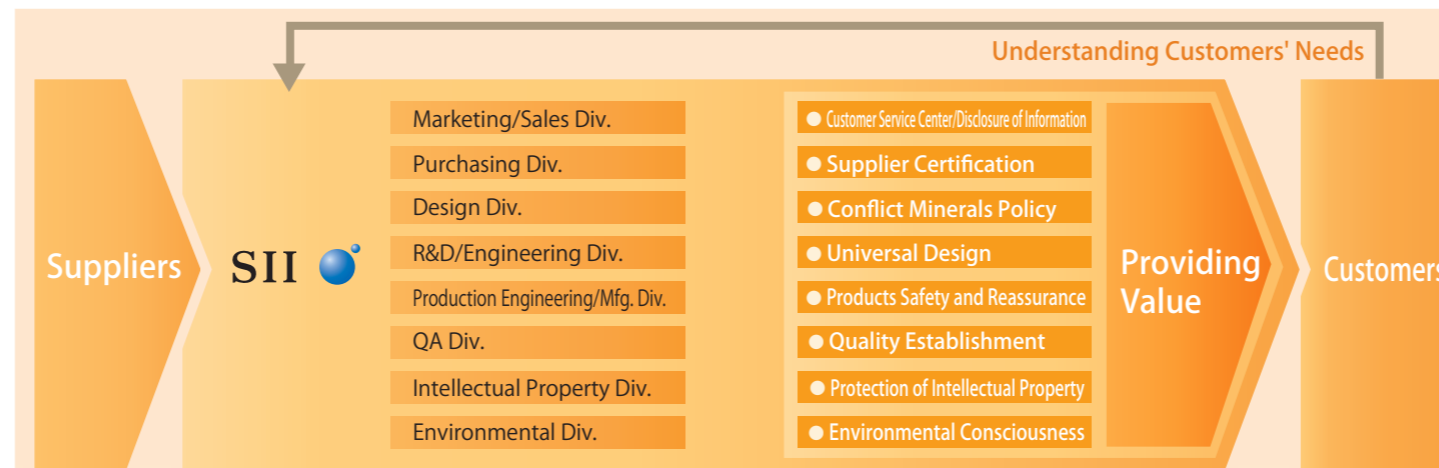 Understanding Customers' Needs
Suppliers
SII
Marketing/Sales Div.
Purchasing Div.
Design Div.
R&D/Engineering Div.
Production Engineering/Mfg. Div.
QA Div.
Intellectual Property Div.
Environmental Div.
● Customer Service Center/Disclosure of Information
● Supplier Certification
● Conflict Minerals Policy
● Universal Design
● Products Safety and Reassurance
● Quality Establishment
● Protection of Intellectual Property
● Environmental Consciousness
Providing
Value
Customers